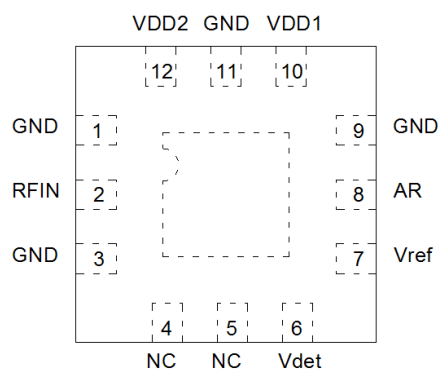 VDD2 GND VDD1
12 11 10
GND 1 9 GND
RFIN 2 8 AR
GND 3 7 Vref
4 5 6
NC NC Vdet